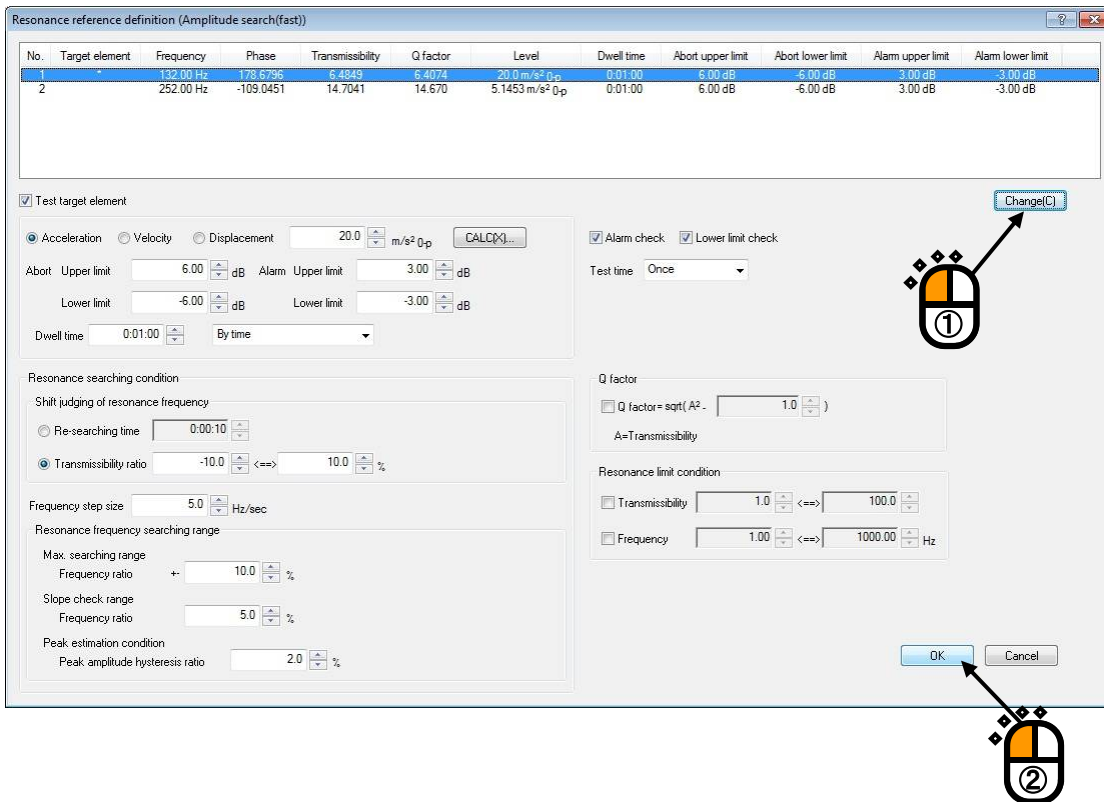 Resonance reference definition (Amplitude search(fast))
No. Target element Frequency Phase Transmissibility Q factor Level Dwell time Abort upper limit Abort lower limit Alarm upper limit Alarm lower limit
1 * 132.00 Hz 178.6796 6.4849 6.4074 20.0 m/s² 0-p 0:01:00 6.00 dB -6.00 dB 3.00 dB -3.00 dB
2 252.00 Hz -109.0451 14.7041 14.670 5.1453 m/s² 0-p 0:01:00 6.00 dB -6.00 dB 3.00 dB -3.00 dB
Test target element
Change(C)
Acceleration Velocity Displacement 20.0 m/s² 0-p CALC(X)...
Alarm check Lower limit check
Abort Upper limit 6.00 dB Alarm Upper limit 3.00 dB
Test time Once
Lower limit -6.00 dB Lower limit -3.00 dB
Dwell time 0:01:00 By time
①
Resonance searching condition
Shift judging of resonance frequency
Re-searching time 0:00:10
Transmissibility ratio -10.0 <==> 10.0 %
Frequency step size 5.0 Hz/sec
Resonance frequency searching range
Max. searching range
Frequency ratio +- 10.0 %
Slope check range
Frequency ratio 5.0 %
Peak estimation condition
Peak amplitude hysteresis ratio 2.0 %
Q factor
Q factor= sqrt( A² - 1.0 )
A=Transmissibility
Resonance limit condition
Transmissibility 1.0 <==> 100.0
Frequency 1.00 <==> 1000.00 Hz
OK Cancel
②